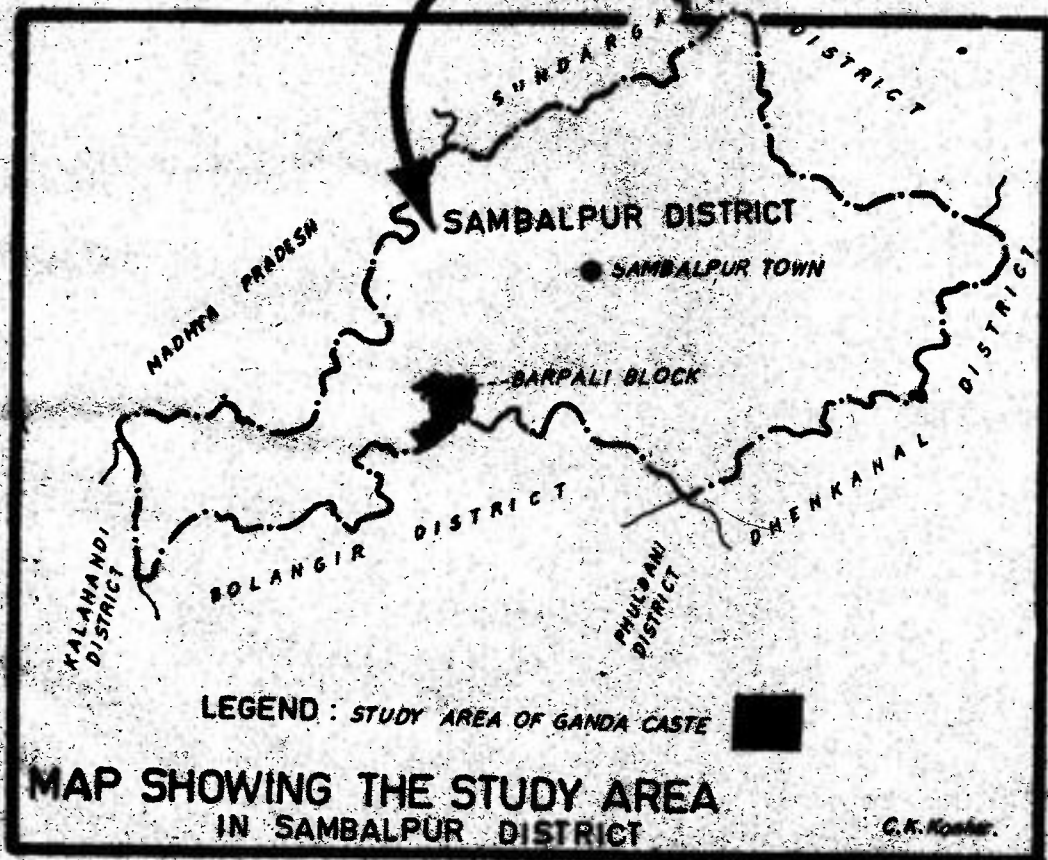 SUNDARGA
DISTRICT
SAMBALPUR DISTRICT
SAMBALPUR TOWN
MADHYA PRADESH
DISTRICT
BARPALI BLOCK
BOLANGIR DISTRICT
DHENKANAL
KALAHANDI
DISTRICT
PHULBANI
DISTRICT
LEGEND : STUDY AREA OF GANDA CASTE
MAP SHOWING THE STUDY AREA
IN SAMBALPUR DISTRICT